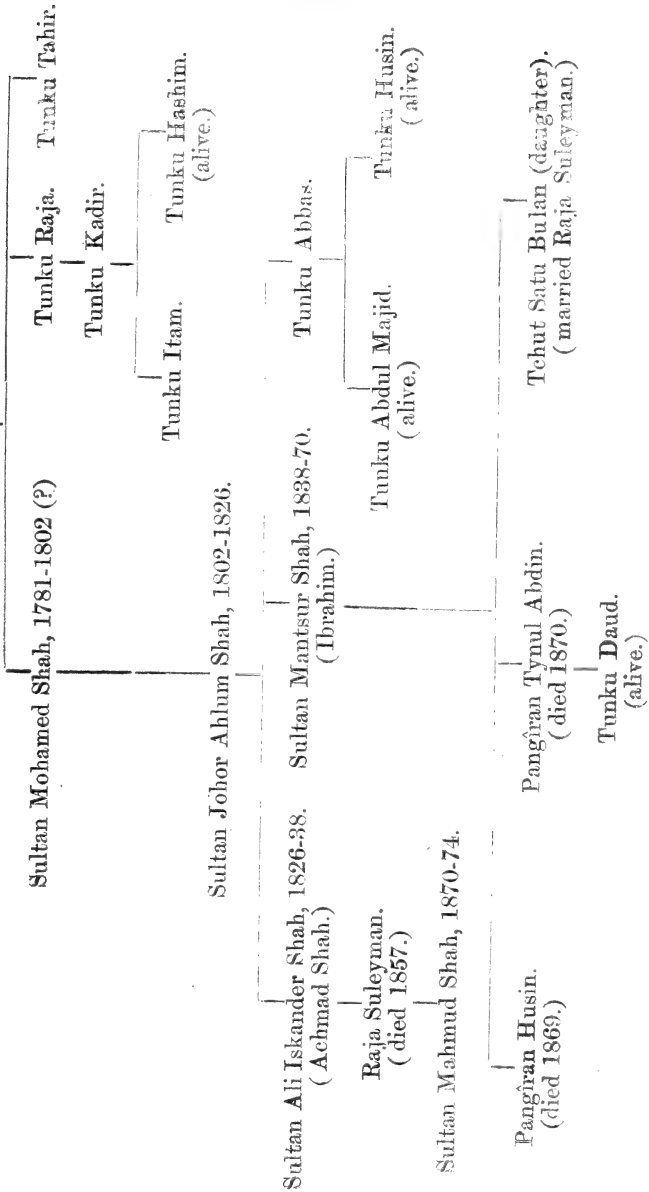 Sultan Mohamed Shah, 1781-1802 (?)
Tunku Raja.
Tunku Tahir.
Tunku Kadir.
Tunku Itam.
Tunku Hashim.
(alive.)
Sultan Johor Ahlum Shah, 1802-1826.
Sultan Ali Iskander Shah, 1826-38.
(Achmad Shah.)
Sultan Mantsur Shah, 1838-70.
(Ibrahim.)
Tunku Abbas.
Raja Suleyman.
(died 1857.)
Tunku Abdul Majid.
(alive.)
Tunku Husin.
(alive.)
Sultan Mahmud Shah, 1870-74.
Pangîran Husin.
(died 1869.)
Pangîran Tynul Abdin.
(died 1870.)
Tchut Satu Bulan (daughter).
(married Raja Suleyman.)
Tunku Daud.
(alive.)